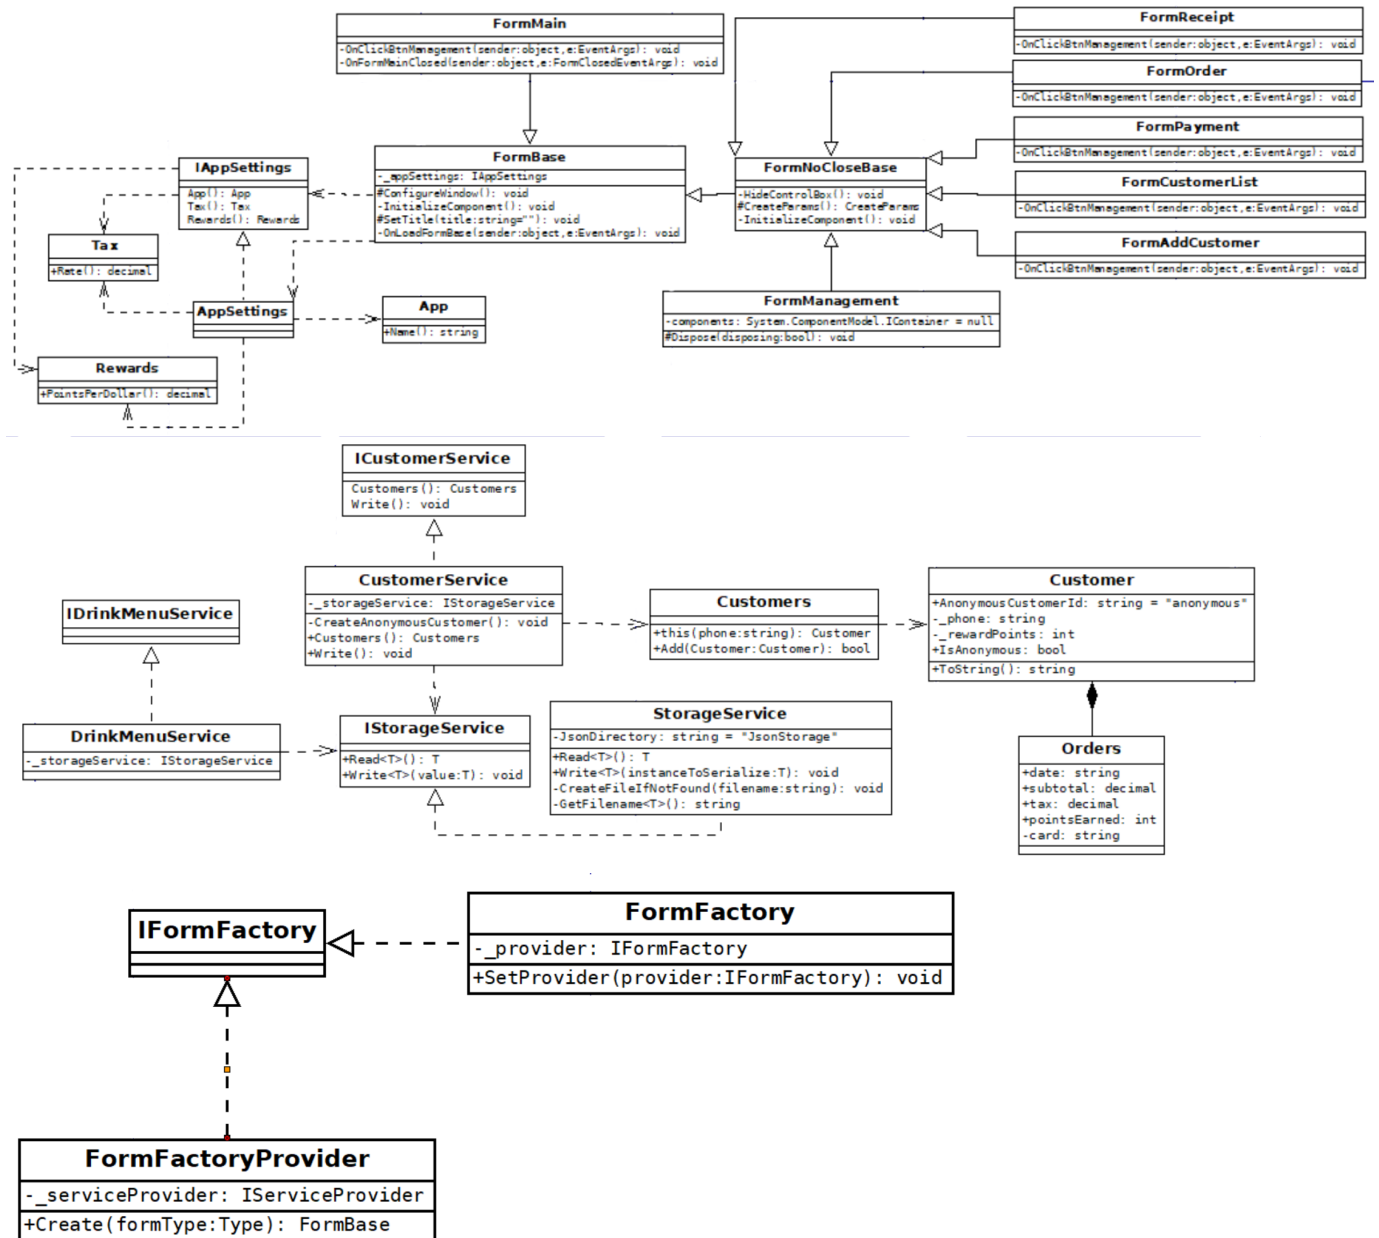 FormMain
-OnClickBtnManagement(sender:object,e:EventArgs): void
-OnFormMainClosed(sender:object,e:FormClosedEventArgs): void
FormReceipt
-OnClickBtnManagement(sender:object,e:EventArgs): void
FormOrder
-OnClickBtnManagement(sender:object,e:EventArgs): void
FormPayment
-OnClickBtnManagement(sender:object,e:EventArgs): void
FormCustomerList
-OnClickBtnManagement(sender:object,e:EventArgs): void
FormAddCustomer
-OnClickBtnManagement(sender:object,e:EventArgs): void
IAppSettings
App(): App
Tax(): Tax
Rewards(): Rewards
FormBase
-_appSettings: IAppSettings
#ConfigureWindow(): void
-InitializeComponent(): void
#SetTitle(title:string=""): void
-OnLoadFormBase(sender:object,e:EventArgs): void
FormNoCloseBase
-HideControlBox(): void
#CreateParams(): CreateParams
-InitializeComponent(): void
Tax
+Rate(): decimal
AppSettings
App
+Name(): string
FormManagement
-components: System.ComponentModel.IContainer = null
#Dispose(disposing:bool): void
Rewards
+PointsPerDollar(): decimal
ICustomerService
Customers(): Customers
Write(): void
CustomerService
-_storageService: IStorageService
-CreateAnonymousCustomer(): void
+Customers(): Customers
+Write(): void
Customers
+this(phone:string): Customer
+Add(Customer:Customer): bool
Customer
+AnonymousCustomerId: string = "anonymous"
-_phone: string
-_rewardPoints: int
+IsAnonymous: bool
+ToString(): string
IDrinkMenuService
DrinkMenuService
-_storageService: IStorageService
IStorageService
+Read<T>(): T
+Write<T>(value:T): void
StorageService
-JsonDirectory: string = "JsonStorage"
+Read<T>(): T
+Write<T>(instanceToSerialize:T): void
-CreateFileIfNotFound(filename:string): void
-GetFilename<T>(): string
Orders
+date: string
+subtotal: decimal
+tax: decimal
+pointsEarned: int
-card: string
IFormFactory
FormFactory
-_provider: IFormFactory
+SetProvider(provider:IFormFactory): void
FormFactoryProvider
-_serviceProvider: IServiceProvider
+Create(formType:Type): FormBase